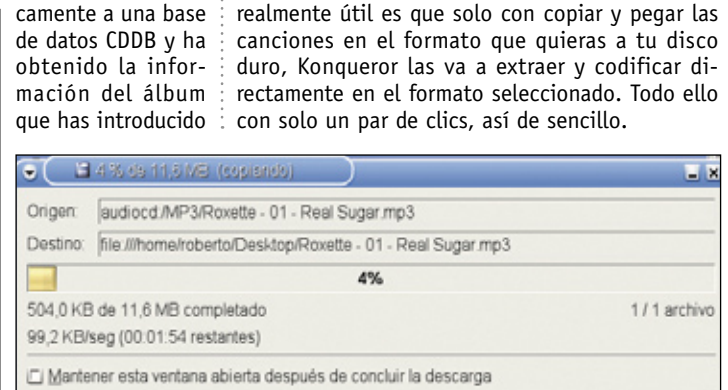 camente a una base
de datos CDDB y ha
obtenido la infor-
mación del álbum
que has introducido
realmente útil es que solo con copiar y pegar las
canciones en el formato que quieras a tu disco
duro, Konqueror las va a extraer y codificar di-
rectamente en el formato seleccionado. Todo ello
con solo un par de clics, así de sencillo.
4 % de 11,6 MB (copiando)
Origen: audiocd:/MP3/Roxette - 01 - Real Sugar.mp3
Destino: file:///home/roberto/Desktop/Roxette - 01 - Real Sugar.mp3
4%
504,0 KB de 11,6 MB completado 1 / 1 archivo
99,2 KB/seg (00:01:54 restantes)
Mantener esta ventana abierta después de concluir la descarga